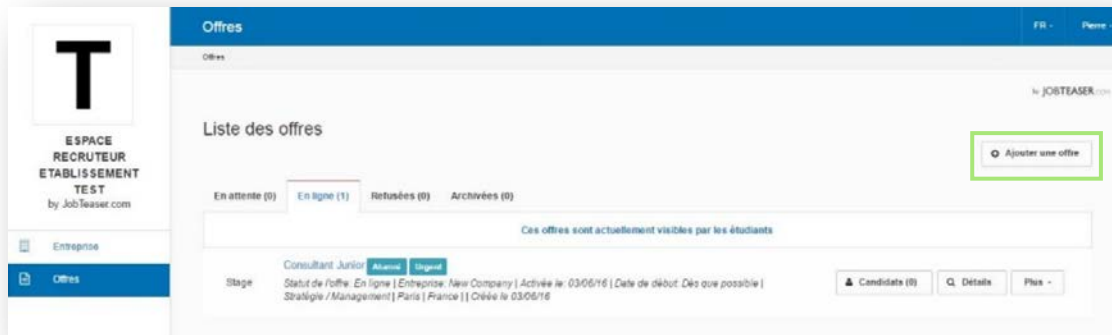 Offres
FR
Pierre
Offres
by JOBTEASER.com
T
ESPACE
RECRUTEUR
ETABLISSEMENT
TEST
by JobTeaser.com
Entreprise
Offres
Liste des offres
Ajouter une offre
En attente (0) En ligne (1) Refusées (0) Archivées (0)
Ces offres sont actuellement visibles par les étudiants
Stage
Consultant Junior Alumni Urgent
Statut de l'offre: En ligne | Entreprise: New Company | Activée le: 03/06/16 | Date de début: Dès que possible |
Stratégie / Management | Paris | France | | Créée le 03/06/16
Candidats (0) Détails Plus